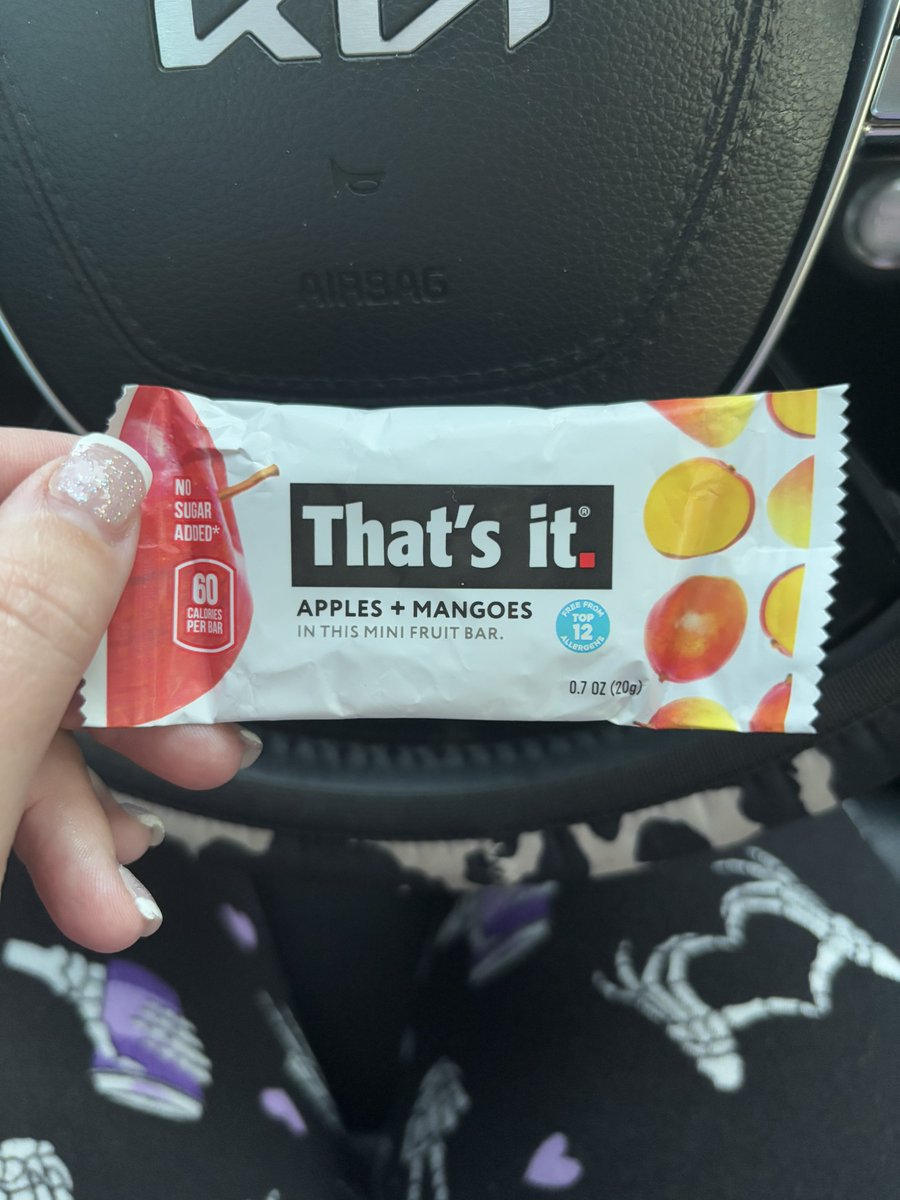 KIA
AIRBAG
NO
SUGAR
ADDED*
60
CALORIES
PER BAR
That's it.®
APPLES + MANGOES
IN THIS MINI FRUIT BAR.
FREE FROM
TOP
12
ALLERGENS
0.7 OZ (20g)